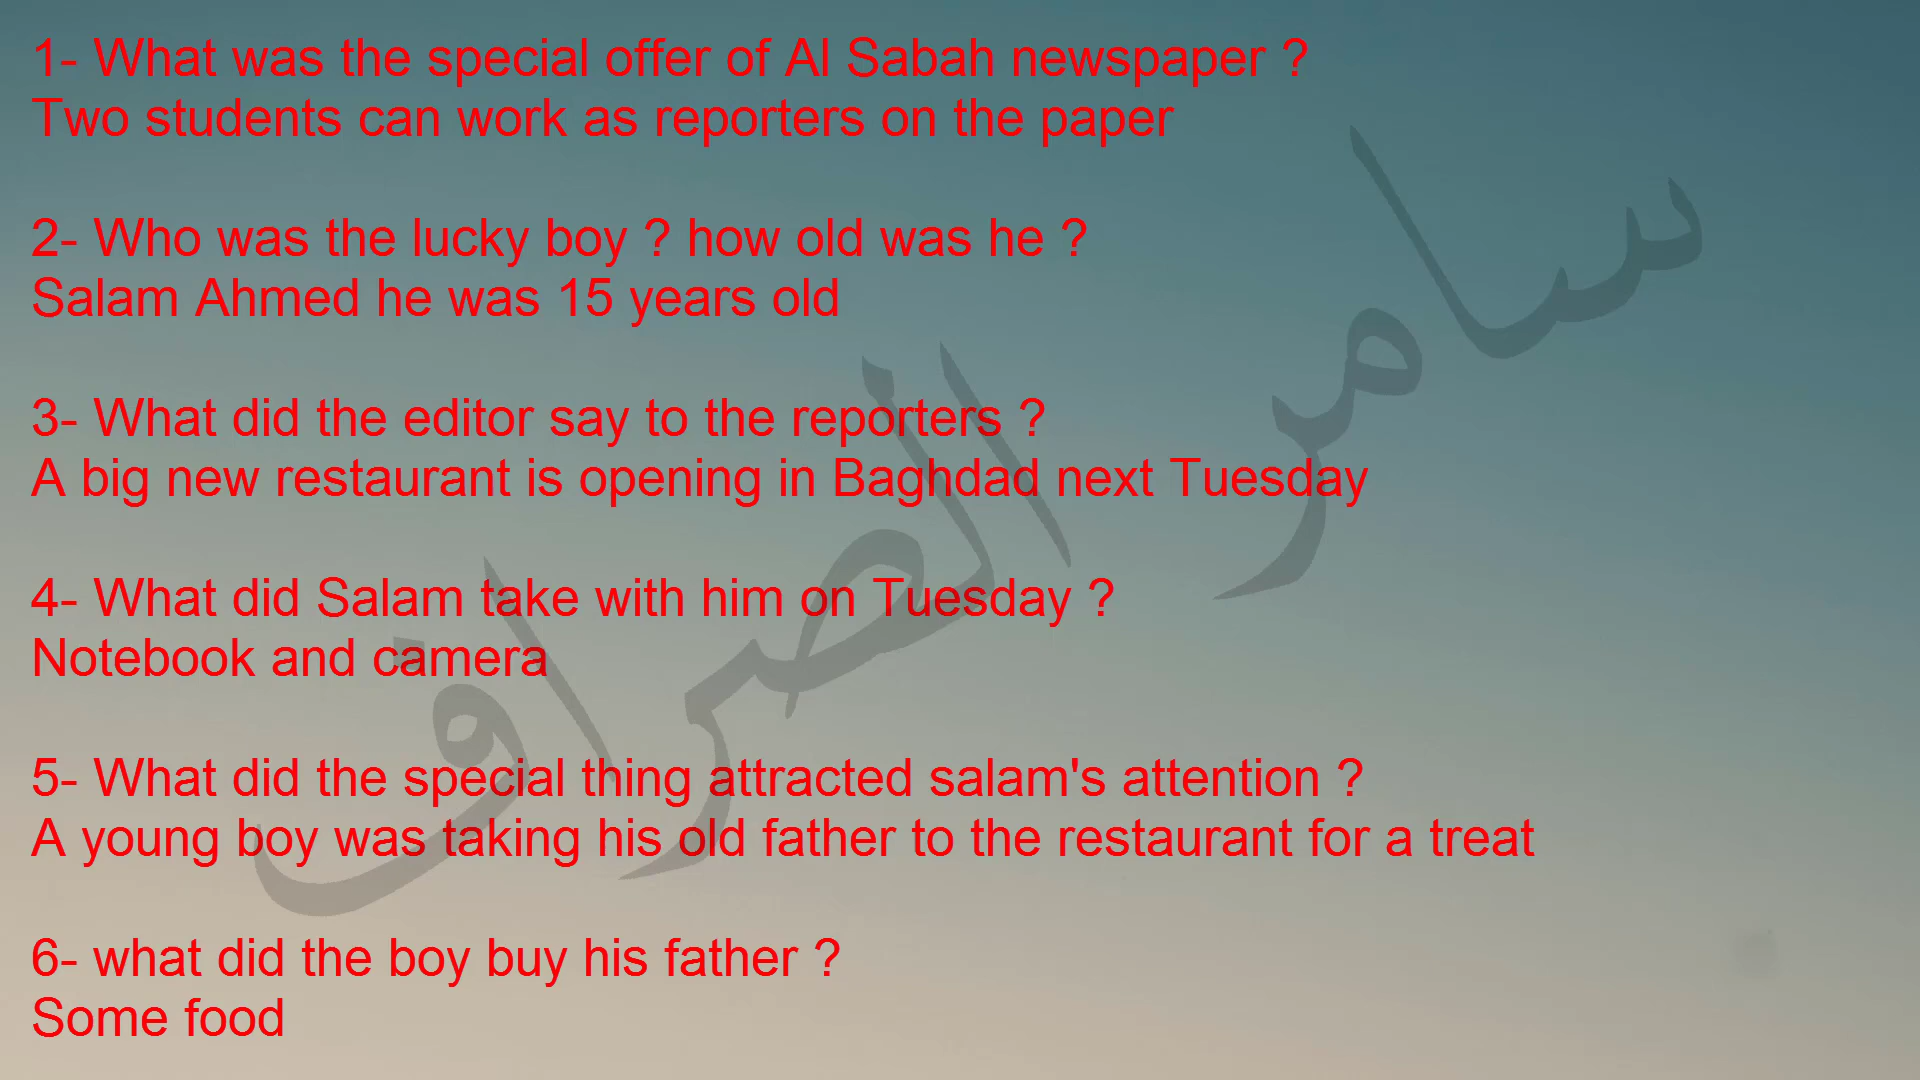 1- What was the special offer of Al Sabah newspaper ?
Two students can work as reporters on the paper
2- Who was the lucky boy ? how old was he ?
Salam Ahmed he was 15 years old
3- What did the editor say to the reporters ?
A big new restaurant is opening in Baghdad next Tuesday
4- What did Salam take with him on Tuesday ?
Notebook and camera
5- What did the special thing attracted salam's attention ?
A young boy was taking his old father to the restaurant for a treat
6- what did the boy buy his father ?
Some food
سامر الصراف